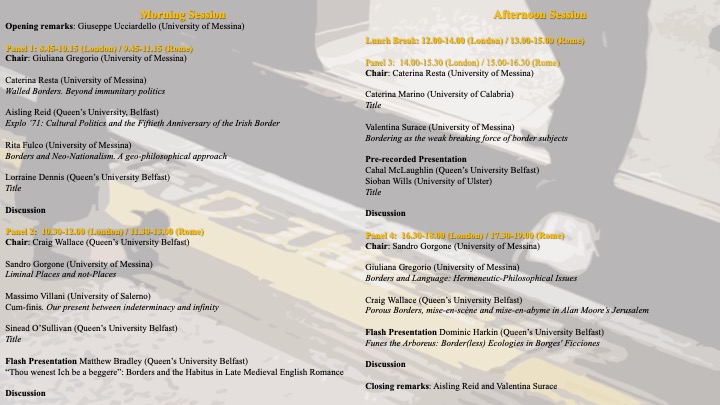 Morning Session
Opening remarks: Giuseppe Ucciardello (University of Messina)
Panel 1: 8.45-10.15 (London) / 9.45-11.15 (Rome)
Chair: Giuliana Gregorio (University of Messina)
Caterina Resta (University of Messina)
Walled Borders. Beyond immunitary politics
Aisling Reid (Queen's University, Belfast)
Explo '71: Cultural Politics and the Fiftieth Anniversary of the Irish Border
Rita Fulco (University of Messina)
Borders and Neo-Nationalism. A geo-philosophical approach
Lorraine Dennis (Queen's University Belfast)
Title
Discussion
Panel 2: 10.30-12.00 (London) / 11.30-13.00 (Rome)
Chair: Craig Wallace (Queen's University Belfast)
Sandro Gorgone (University of Messina)
Liminal Places and not-Places
Massimo Villani (University of Salerno)
Cum-finis. Our present between indeterminacy and infinity
Sinead O'Sullivan (Queen's University Belfast)
Title
Flash Presentation Matthew Bradley (Queen's University Belfast)
"Thou wenest Ich be a beggere": Borders and the Habitus in Late Medieval English Romance
Discussion
Afternoon Session
Lunch Break: 12.00-14.00 (London) / 13.00-15.00 (Rome)
Panel 3: 14.00-15.30 (London) / 15.00-16.30 (Rome)
Chair: Caterina Resta (University of Messina)
Caterina Marino (University of Calabria)
Title
Valentina Surace (University of Messina)
Bordering as the weak breaking force of border subjects
Pre-recorded Presentation
Cahal McLaughlin (Queen's University Belfast)
Sioban Wills (University of Ulster)
Title
Discussion
Panel 4: 16.30-18.00 (London) / 17.30-19.00 (Rome)
Chair: Sandro Gorgone (University of Messina)
Giuliana Gregorio (University of Messina)
Borders and Language: Hermeneutic-Philosophical Issues
Craig Wallace (Queen's University Belfast)
Porous Borders, mise-en-scène and mise-en-abyme in Alan Moore's Jerusalem
Flash Presentation Dominic Harkin (Queen's University Belfast)
Funes the Arboreus: Border(less) Ecologies in Borges' Ficciones
Discussion
Closing remarks: Aisling Reid and Valentina Surace